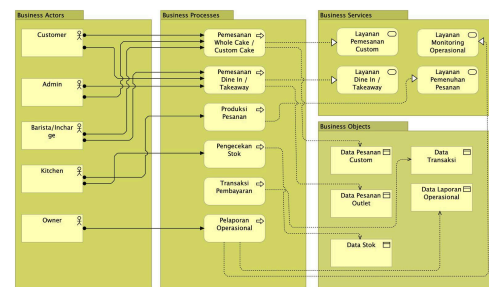 Business Actors
Customer
Admin
Barista/Inchar
ge
Kitchen
Owner
Business Processes
Pemesanan
Whole Cake /
Custom Cake
Pemesanan
Dine In /
Takeaway
Produksi
Pesanan
Pengecekan
Stok
Transaksi
Pembayaran
Pelaporan
Operasional
Business Services
Layanan
Pemesanan
Custom
Layanan
Monitoring
Operasional
Layanan
Dine In /
Takeaway
Layanan
Pemenuhan
Pesanan
Business Objects
Data Pesanan
Custom
Data
Transaksi
Data Pesanan
Outlet
Data Laporan
Operasional
Data Stok